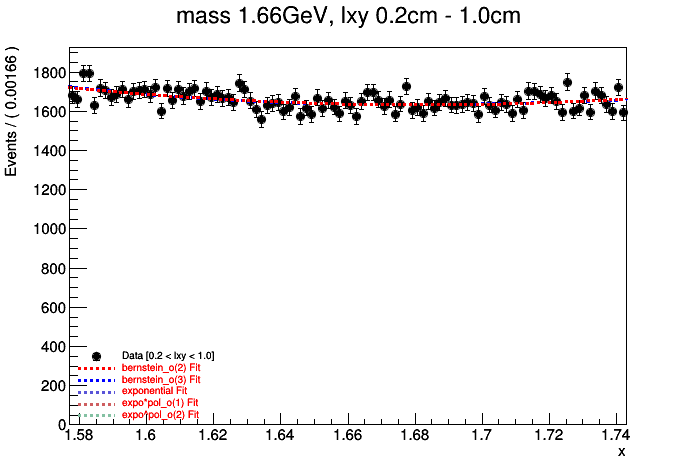 mass 1.66GeV, lxy 0.2cm - 1.0cm
Events / ( 0.00166 )
1800
1600
1400
1200
1000
800
600
400
200
0
Data [0.2 < lxy < 1.0]
bernstein_o(2) Fit
bernstein_o(3) Fit
exponential Fit
expo*pol_o(1) Fit
expo*pol_o(2) Fit
1.58 1.6 1.62 1.64 1.66 1.68 1.7 1.72 1.74
x